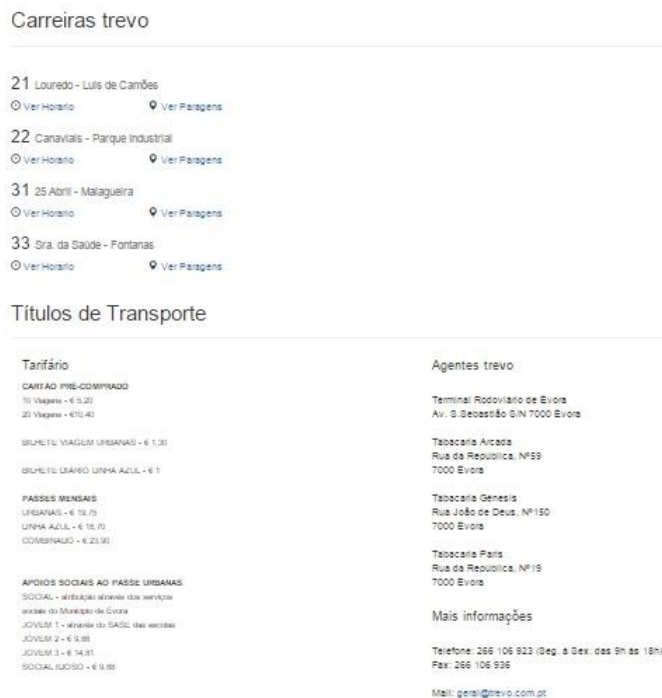 Carreiras trevo
21 Louredo - Luis de Camões
Ver Horario Ver Paragens
22 Canaviais - Parque Industrial
Ver Horario Ver Paragens
31 25 Abril - Malagueira
Ver Horario Ver Paragens
33 Sra. da Saúde - Fontanas
Ver Horario Ver Paragens
Títulos de Transporte
Tarifário
CARTÃO PRÉ-COMPRADO
10 Viagens - € 5,20
20 Viagens - €10,40
BILHETE VIAGEM URBANAS - € 1,30
BILHETE DIÁRIO LINHA AZUL - € 1
PASSES MENSAIS
URBANAS - € 19,75
LINHA AZUL - € 18,70
COMBINADO - € 23,90
APOIOS SOCIAIS AO PASSE URBANAS
SOCIAL - atribuição através dos serviços
sociais do Município de Évora
JOVEM 1 - através do SASE das escolas
JOVEM 2 - € 9,88
JOVEM 3 - € 14,81
SOCIAL IDOSO - € 9,88
Agentes trevo
Terminal Rodoviário de Évora
Av. S.Sebastião S/N 7000 Évora
Tabacaria Arcada
Rua da República, Nº59
7000 Évora
Tabacaria Genesis
Rua João de Deus, Nº150
7000 Évora
Tabacaria Paris
Rua da República, Nº19
7000 Évora
Mais informações
Telefone: 266 106 923 (Seg. a Sex. das 9h às 18h)
Fax: 266 106 936
Mail: geral@trevo.com.pt